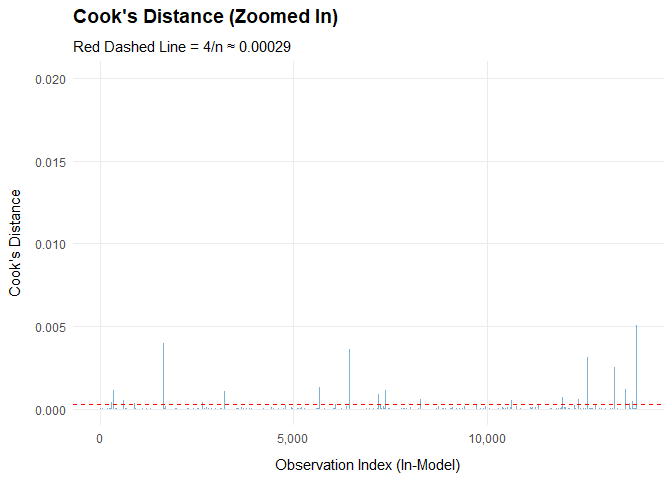 Cook's Distance (Zoomed In)
Red Dashed Line = 4/n ≈ 0.00029
0.020
0.015
0.010
0.005
0.000
Cook's Distance
0
5,000
10,000
Observation Index (In-Model)